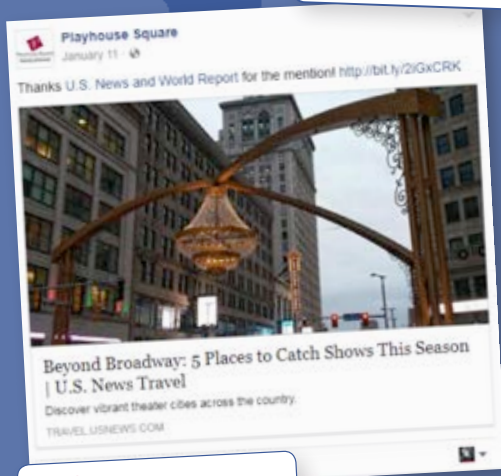 Playhouse Square
January 11 ·
Thanks U.S. News and World Report for the mention! http://bit.ly/2iGxCRK
Beyond Broadway: 5 Places to Catch Shows This Season
| U.S. News Travel
Discover vibrant theater cities across the country.
TRAVEL.USNEWS.COM